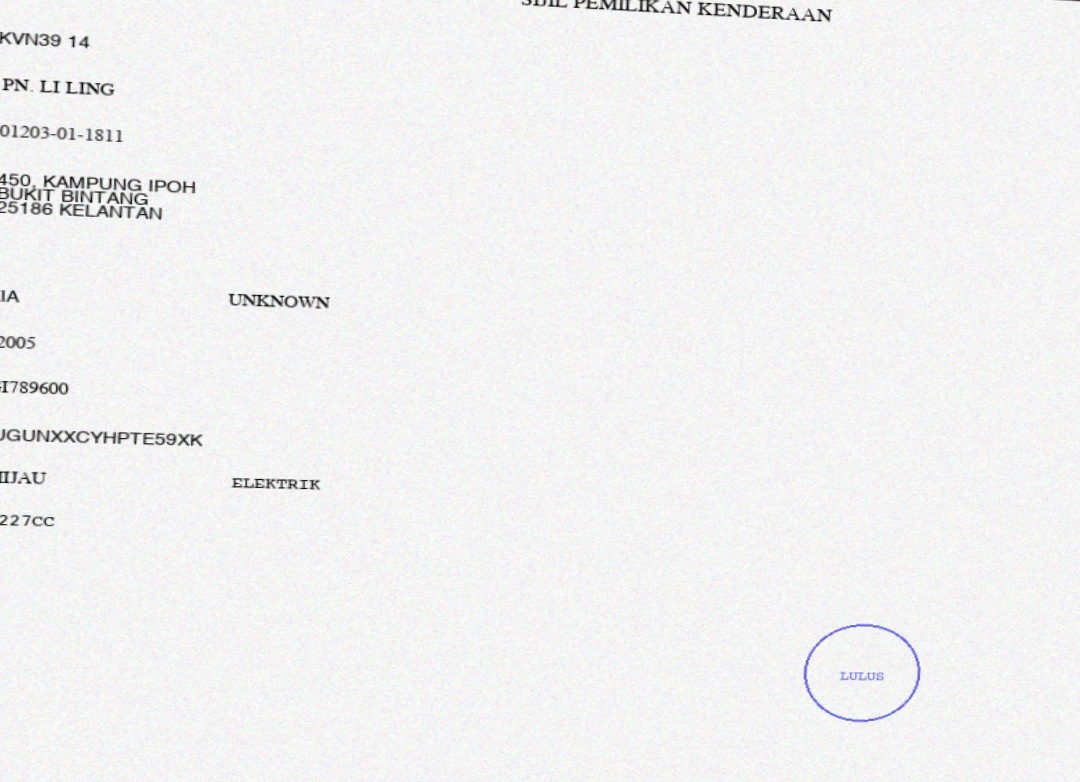 SIJIL PEMILIKAN KENDERAAN
KVN39 14
PN. LI LING
01203-01-1811
450, KAMPUNG IPOH
BUKIT BINTANG
25186 KELANTAN
IA UNKNOWN
2005
I789600
UGUNXXCYHPTE59XK
IJAU ELEKTRIK
227CC
LULUS